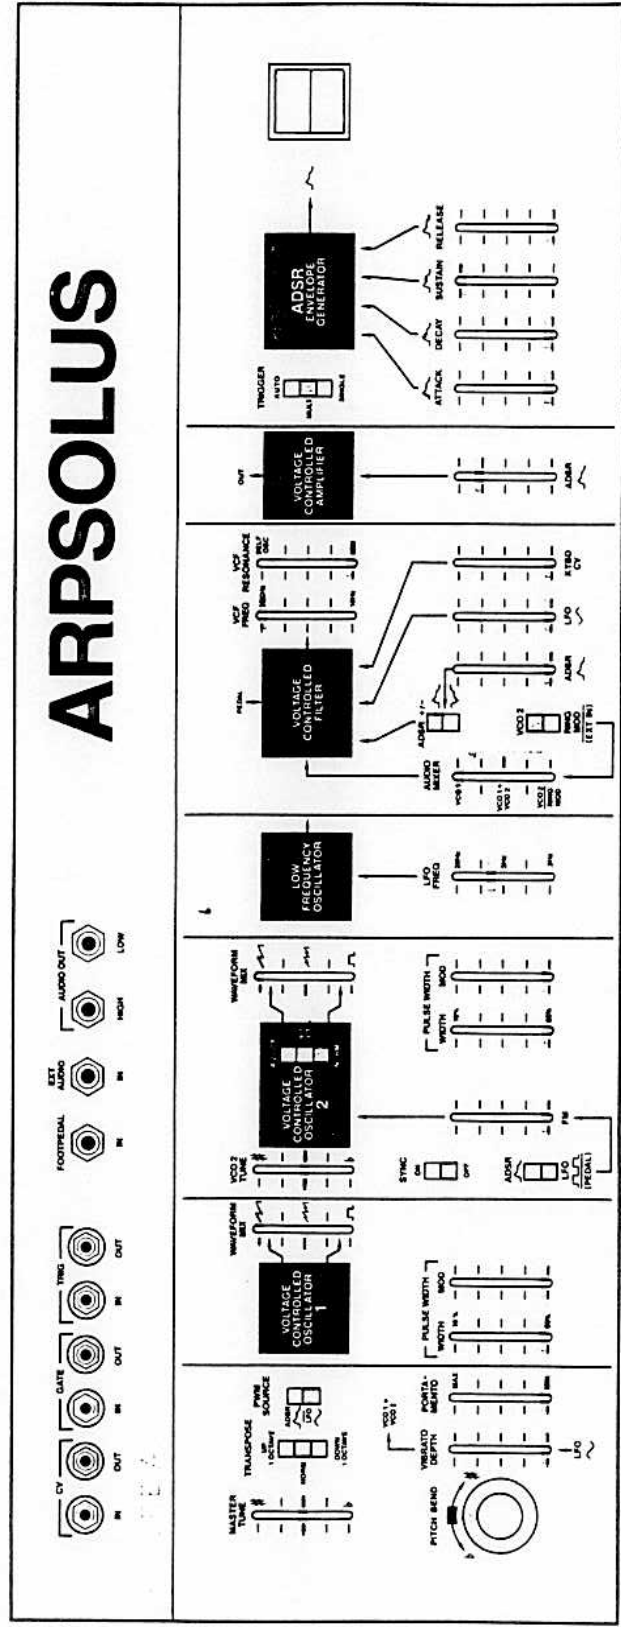 ARPSOLUS
CV
GATE
TRIG
IN
OUT
IN
OUT
IN
OUT
FOOTPEDAL
IN
EXT
AUDIO
IN
AUDIO OUT
HIGH
LOW
MASTER
TUNE
TRANSPOSE
UP
1 OCTAVE
NORM
DOWN
1 OCTAVE
PWM
SOURCE
ADSR
LFO
PITCH BEND
VIBRATO
DEPTH
VCO 1 +
VCO 2
LFO
PORTA-
MENTO
MAX
MIN
VOLTAGE
CONTROLLED
OSCILLATOR
1
WAVEFORM
MIX
PULSE WIDTH
WIDTH
MOD
10%
VCO 2
TUNE
VOLTAGE
CONTROLLED
OSCILLATOR
2
WAVEFORM
MIX
SYNC
ON
OFF
ADSR
LFO
(PEDAL)
FM
PULSE WIDTH
WIDTH
MOD
10%
LOW
FREQUENCY
OSCILLATOR
LFO
FREQ
VOLTAGE
CONTROLLED
FILTER
PEDAL
VCF
FREQ
VCF
RESONANCE
SELF
OSC
AUDIO
MIXER
VCO 1
VCO 1 +
VCO 2
VCO 2
RING
MOD
ADSR +/-
VCO 2
RING
MOD
(EXT IN)
ADSR
LFO
KYBD
CV
OUT
VOLTAGE
CONTROLLED
AMPLIFIER
ADSR
TRIGGER
AUTO
MULT
SINGLE
ADSR
ENVELOPE
GENERATOR
ATTACK
DECAY
SUSTAIN
RELEASE